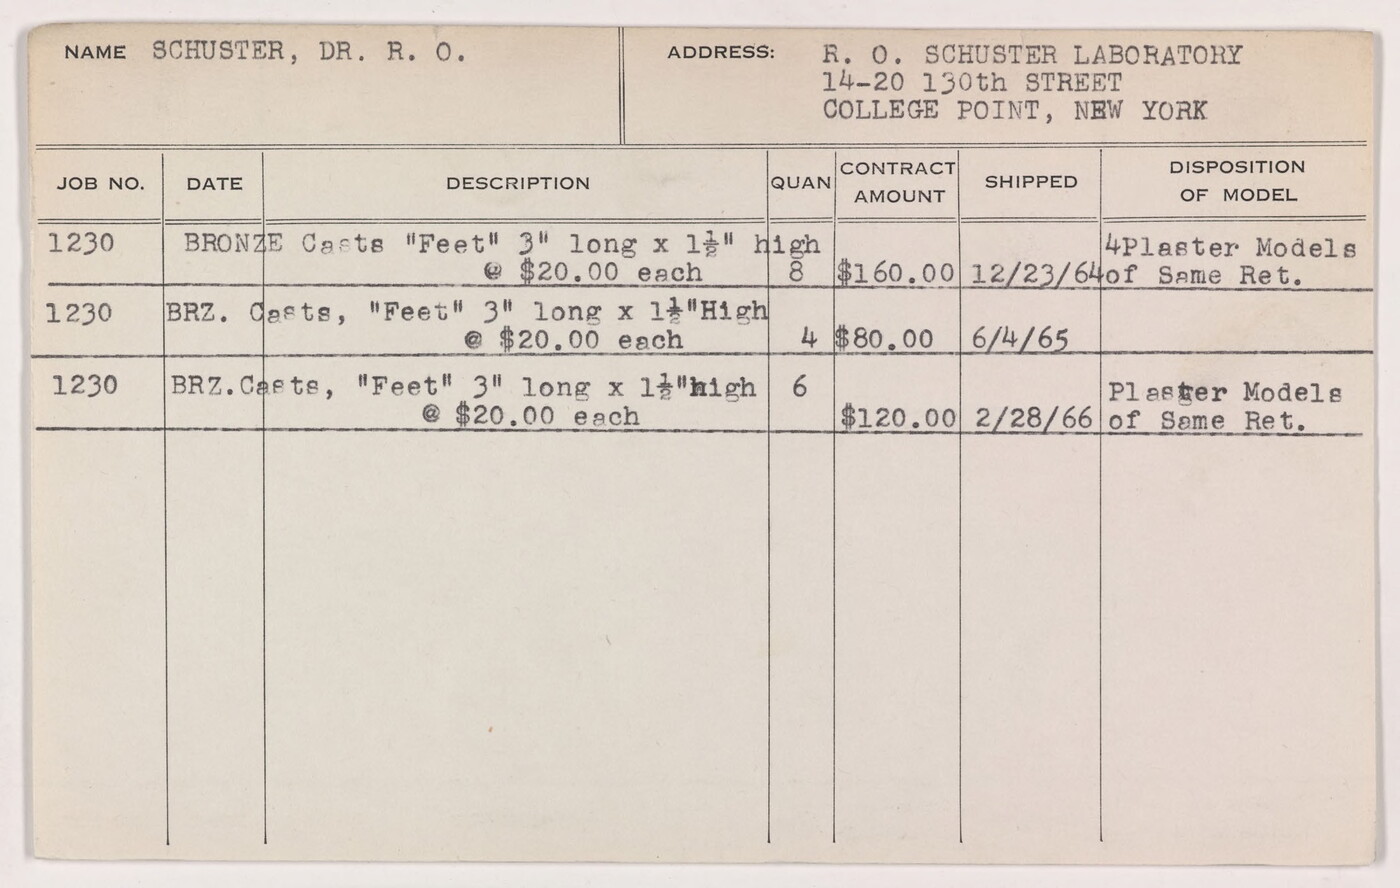 NAME SCHUSTER, DR. R. O.
ADDRESS: R. O. SCHUSTER LABORATORY
14-20 130th STREET
COLLEGE POINT, NEW YORK
JOB NO. DATE DESCRIPTION QUAN CONTRACT AMOUNT SHIPPED DISPOSITION OF MODEL
1230 BRONZE Casts "Feet" 3" long x 1½" high 4Plaster Models
@ $20.00 each 8 $160.00 12/23/64 of Same Ret.
1230 BRZ. Casts, "Feet" 3" long x 1½"High
@ $20.00 each 4 $80.00 6/4/65
1230 BRZ.Casts, "Feet" 3" long x 1½"high 6 Plaster Models
@ $20.00 each $120.00 2/28/66 of Same Ret.